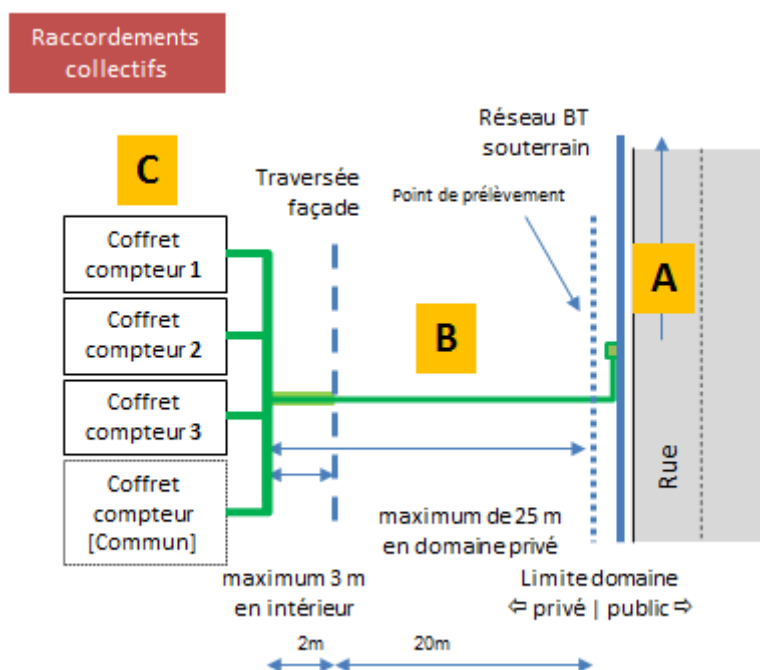 Raccordements
collectifs
C
Coffret
compteur 1
Coffret
compteur 2
Coffret
compteur 3
Coffret
compteur
[Commun]
Traversée
façade
B
Réseau BT
souterrain
Point de prélèvement
A
Rue
maximum de 25 m
en domaine privé
maximum 3 m
en intérieur
Limite domaine
⇦ privé | public ⇨
2m
20m